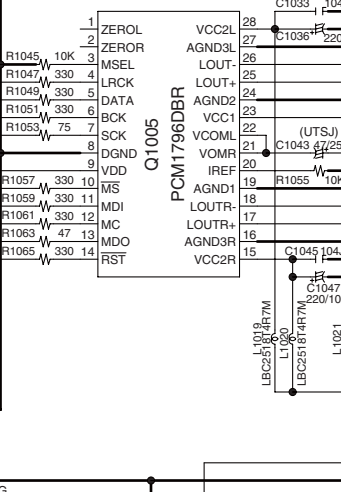 C1033 104
C1036 220
1 ZEROL VCC2L 28
2 ZEROR AGND3L 27
R1045 10K 3 MSEL LOUT- 26
R1047 330 4 LRCK LOUT+ 25
R1049 330 5 DATA AGND2 24
R1051 330 6 BCK VCC1 23
R1053 75 7 SCK VCOML 22
8 DGND VOMR 21
9 VDD IREF 20
R1057 330 10 MS AGND1 19
R1059 330 11 MDI LOUTR- 18
R1061 330 12 MC LOUTR+ 17
R1063 47 13 MDO AGND3R 16
R1065 330 14 RST VCC2R 15
Q1005
PCM1796DBR
(UTSJ)
C1043 47/25
R1055 10K
C1045 104
C1047
220/10
L1019
LBC2518T4R7M
L1020
LBC2518T4R7M
L1021
G